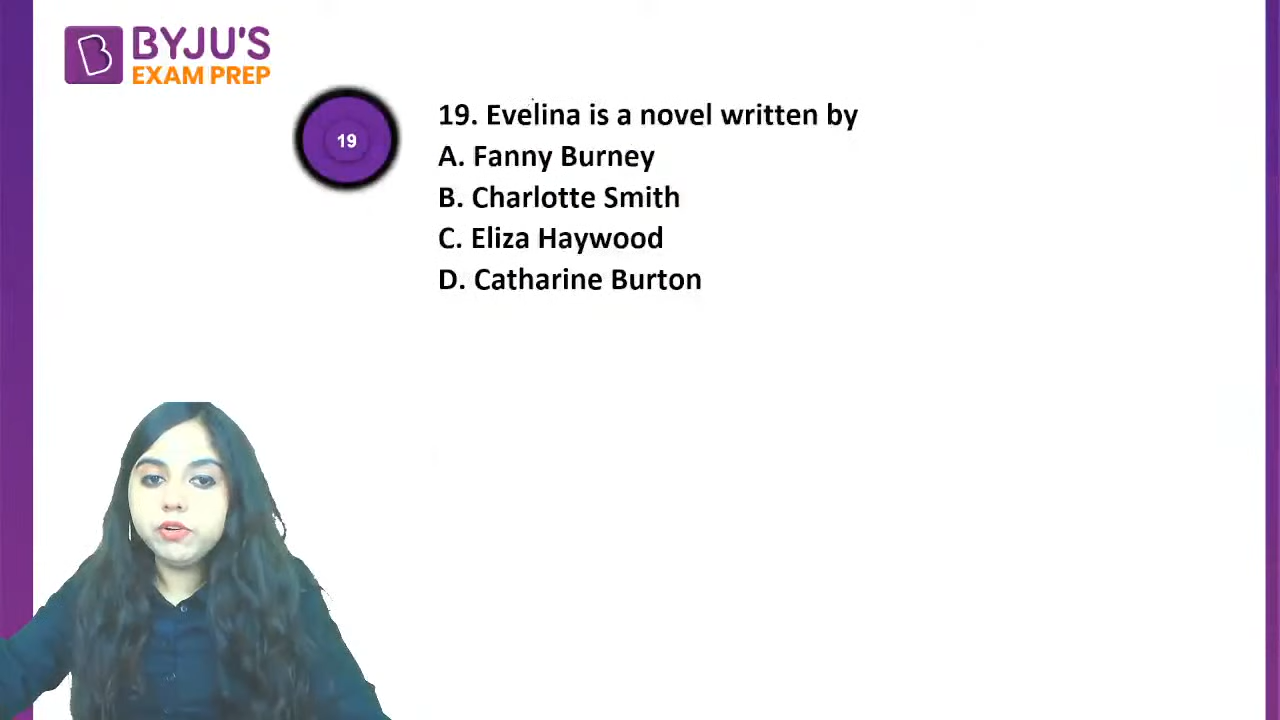 BYJU'S
EXAM PREP
19
19. Evelina is a novel written by
A. Fanny Burney
B. Charlotte Smith
C. Eliza Haywood
D. Catharine Burton